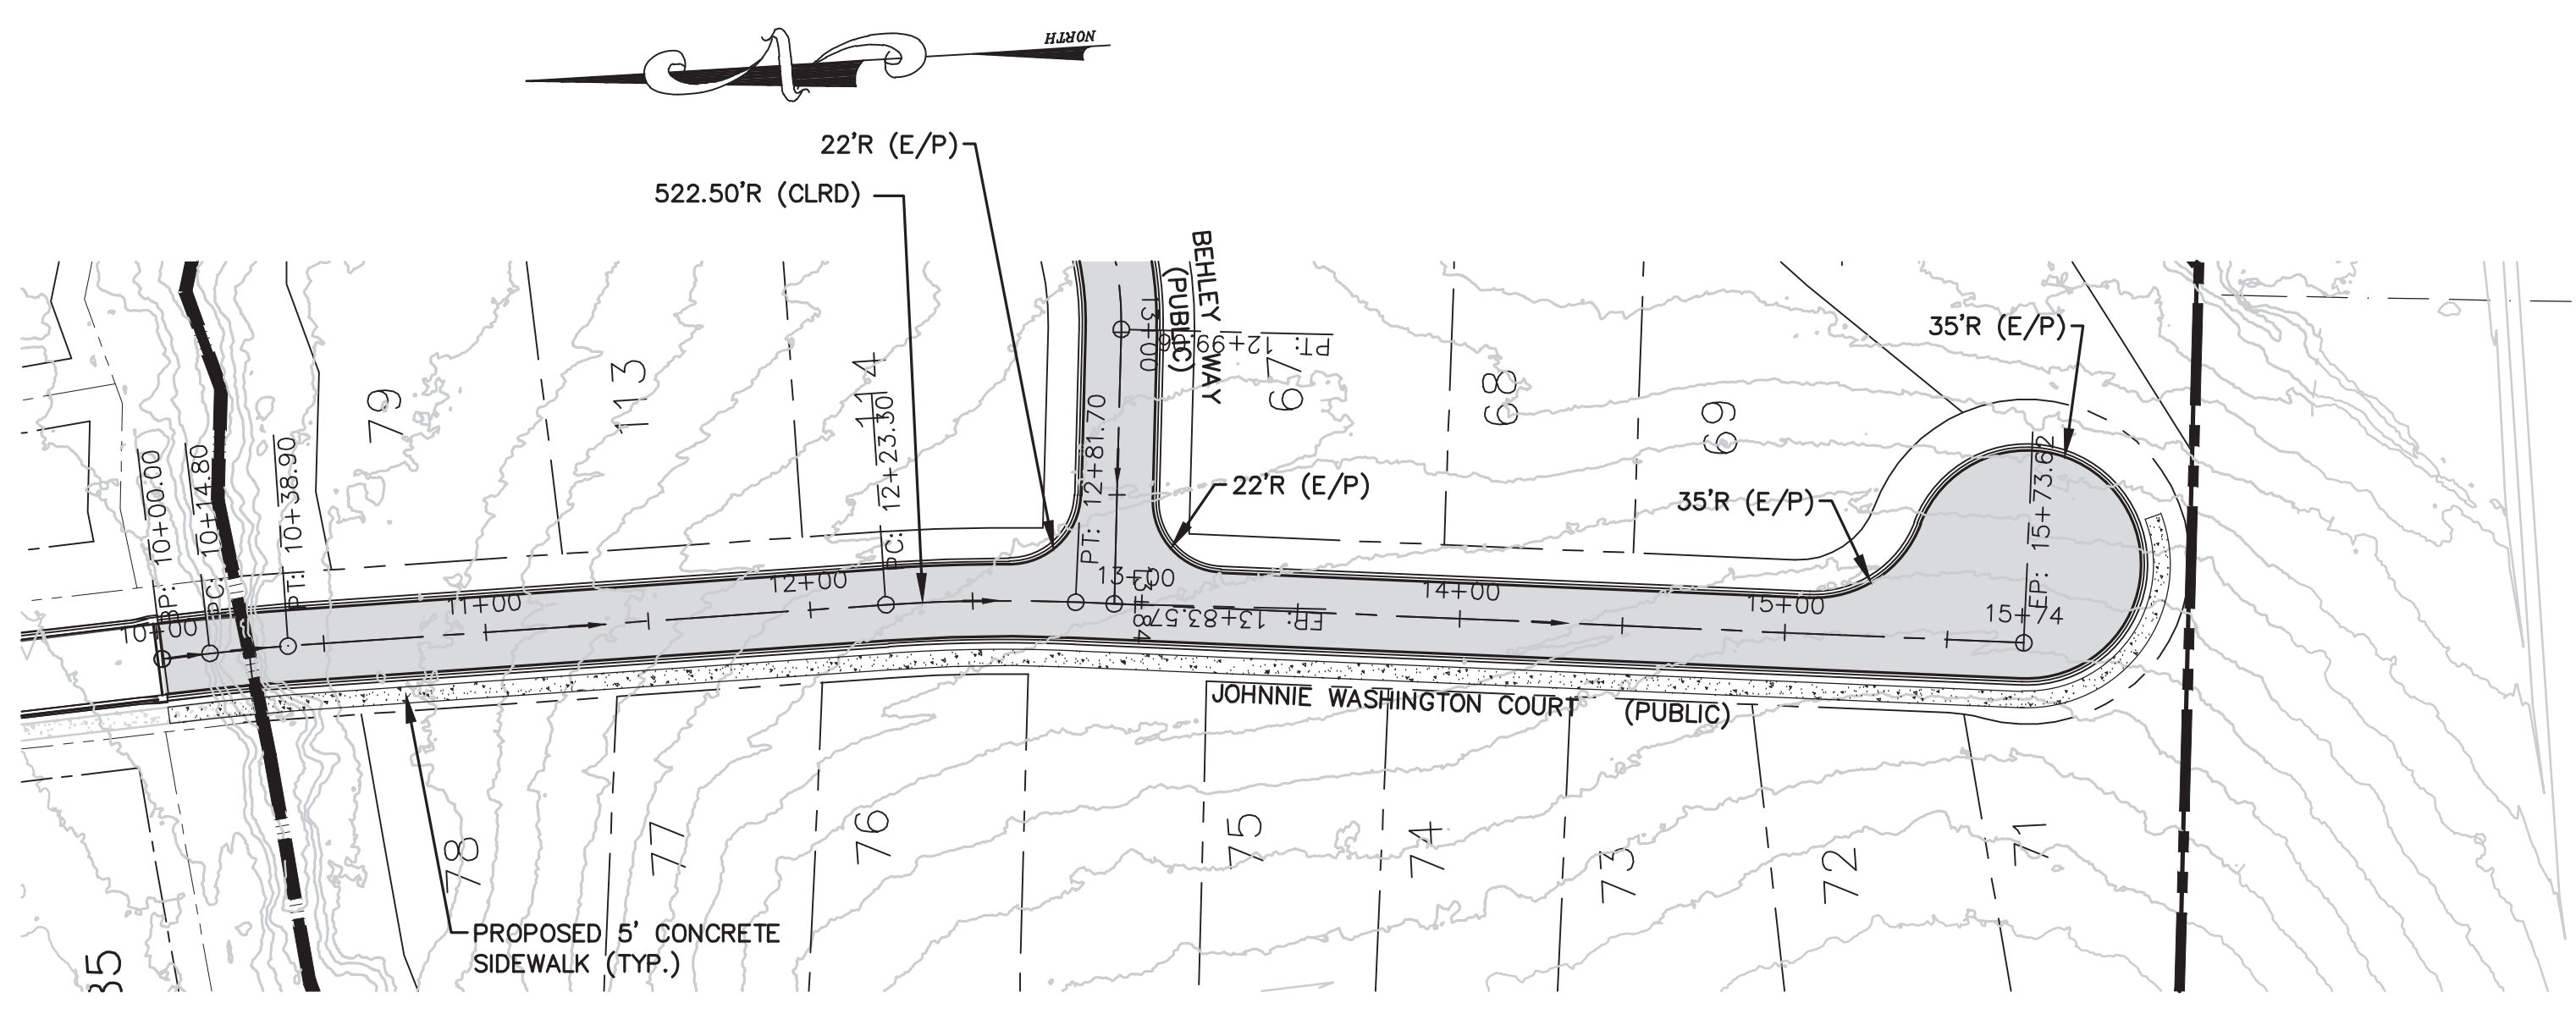 NORTH
22'R (E/P)
522.50'R (CLRD)
BEHLEY WAY
(PUBLIC)
13+00
PT: 12+99.06
35'R (E/P)
79
113
114
67
68
69
BP: 10+00.00
PC: 10+14.80
PT: 10+38.90
PC: 12+23.30
PT: 12+81.70
22'R (E/P)
35'R (E/P)
EP: 15+73.62
10+00
11+00
12+00
13+00
13+84
ER: 13+83.57
14+00
15+00
15+74
JOHNNIE WASHINGTON COURT (PUBLIC)
78
77
76
75
74
73
72
71
PROPOSED 5' CONCRETE
SIDEWALK (TYP.)